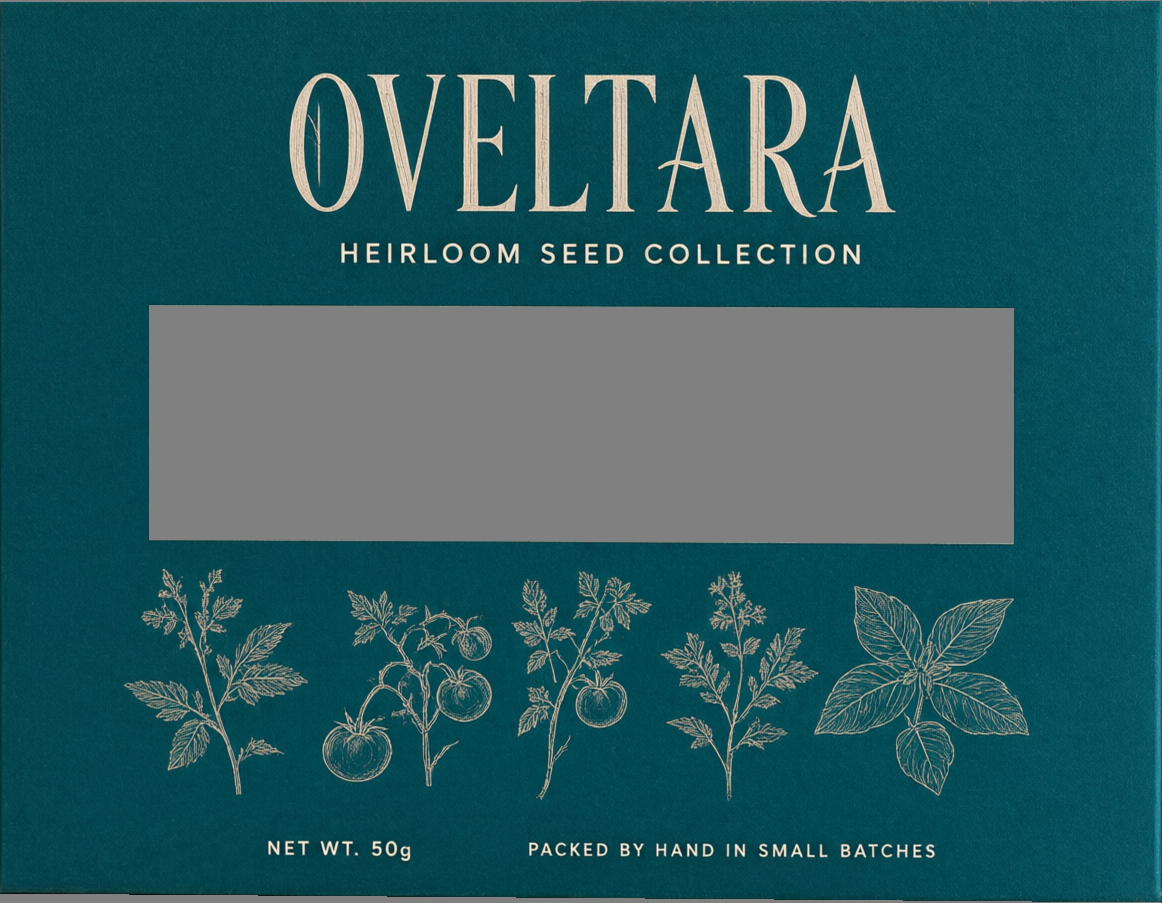 OVELTARA
HEIRLOOM SEED COLLECTION
NET WT. 50g
PACKED BY HAND IN SMALL BATCHES